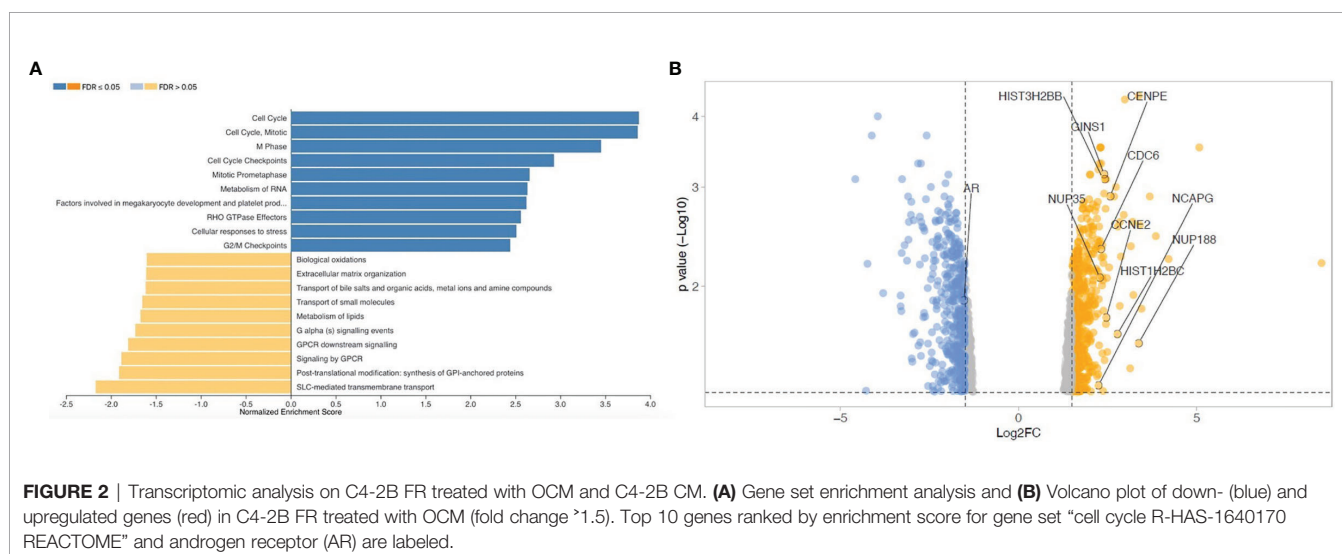 A
FDR ≤ 0.05
FDR > 0.05
Cell Cycle
Cell Cycle, Mitotic
M Phase
Cell Cycle Checkpoints
Mitotic Prometaphase
Metabolism of RNA
Factors involved in megakaryocyte development and platelet prod...
RHO GTPase Effectors
Cellular responses to stress
G2/M Checkpoints
Biological oxidations
Extracellular matrix organization
Transport of bile salts and organic acids, metal ions and amine compounds
Transport of small molecules
Metabolism of lipids
G alpha (s) signalling events
GPCR downstream signalling
Signaling by GPCR
Post-translational modification: synthesis of GPI-anchored proteins
SLC-mediated transmembrane transport
-2.5 -2.0 -1.5 -1.0 -0.5 0.0 0.5 1.0 1.5 2.0 2.5 3.0 3.5 4.0
Normalized Enrichment Score
B
p value (−Log10)
4
3
2
HIST3H2BB
CENPE
GINS1
CDC6
AR
NUP35
NCAPG
CCNE2
NUP188
HIST1H2BC
−5 0 5
Log2FC
FIGURE 2 | Transcriptomic analysis on C4-2B FR treated with OCM and C4-2B CM. (A) Gene set enrichment analysis and (B) Volcano plot of down- (blue) and
upregulated genes (red) in C4-2B FR treated with OCM (fold change >1.5). Top 10 genes ranked by enrichment score for gene set “cell cycle R-HAS-1640170
REACTOME” and androgen receptor (AR) are labeled.